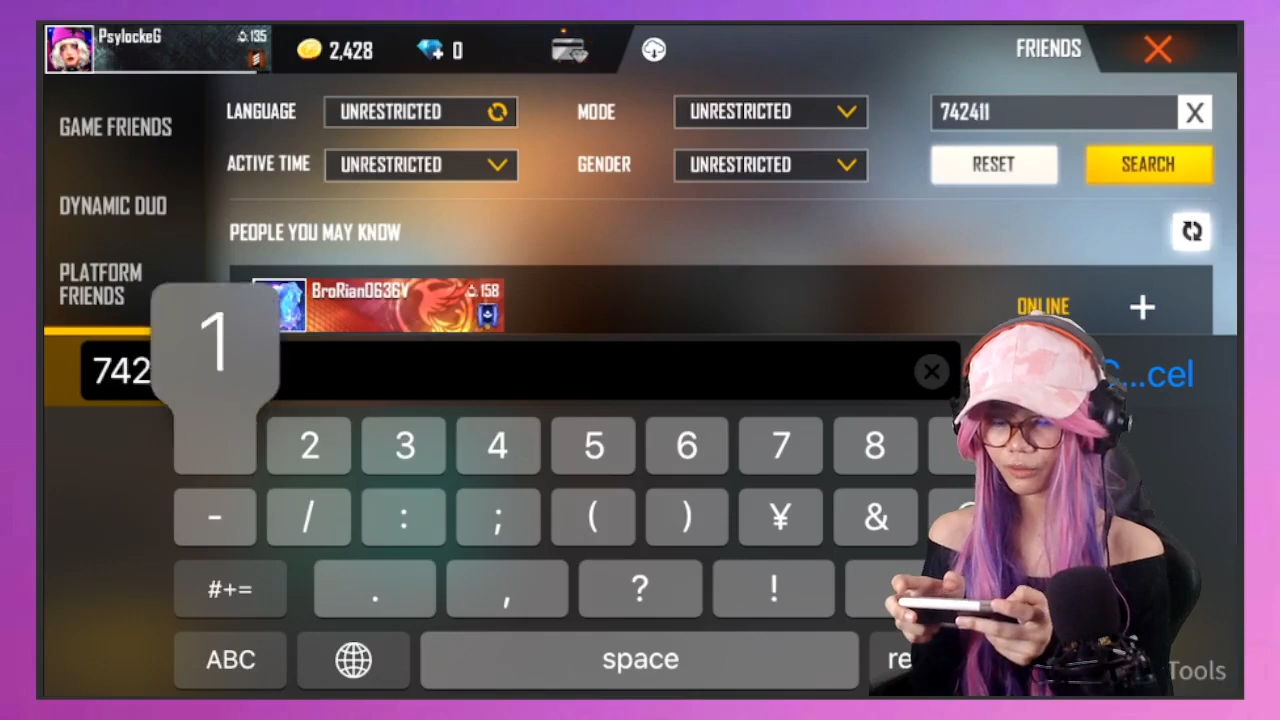 PsylockeG 135 2,428 0 FRIENDS
LANGUAGE UNRESTRICTED MODE UNRESTRICTED 742411 X
GAME FRIENDS
ACTIVE TIME UNRESTRICTED GENDER UNRESTRICTED RESET SEARCH
DYNAMIC DUO
PEOPLE YOU MAY KNOW
PLATFORM
FRIENDS
BroRian0636V 158
ONLINE +
1
742 C...cel
2 3 4 5 6 7 8
- / : ; ( ) ¥ &
#+= . , ? !
ABC space re
Tools